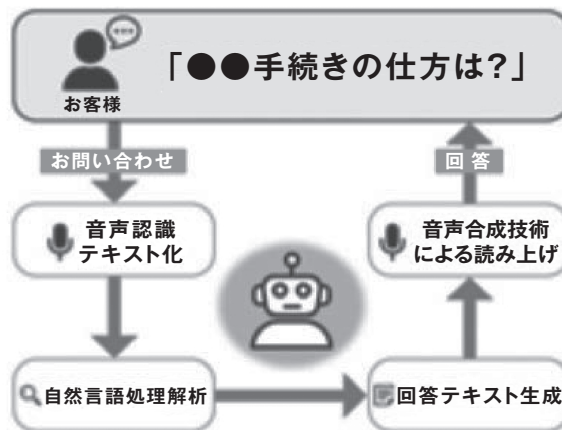 「●●手続きの仕方は?」
お客様
お問い合わせ
回答
音声認識
テキスト化
音声合成技術
による読み上げ
自然言語処理解析
回答テキスト生成